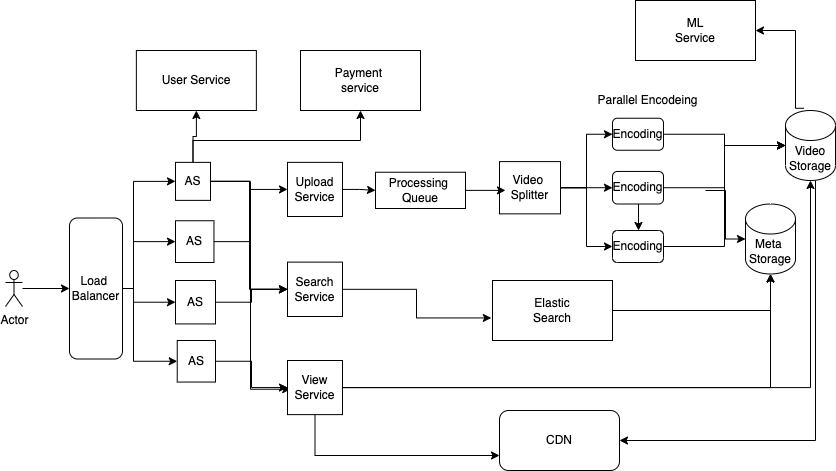 ML
Service
User Service
Payment
service
Parallel Encodeing
Encoding
Video
Storage
AS
Upload
Service
Processing
Queue
Video
Splitter
Encoding
AS
Encoding
Meta
Storage
Load
Balancer
Search
Service
AS
Elastic
Search
Actor
AS
View
Service
CDN